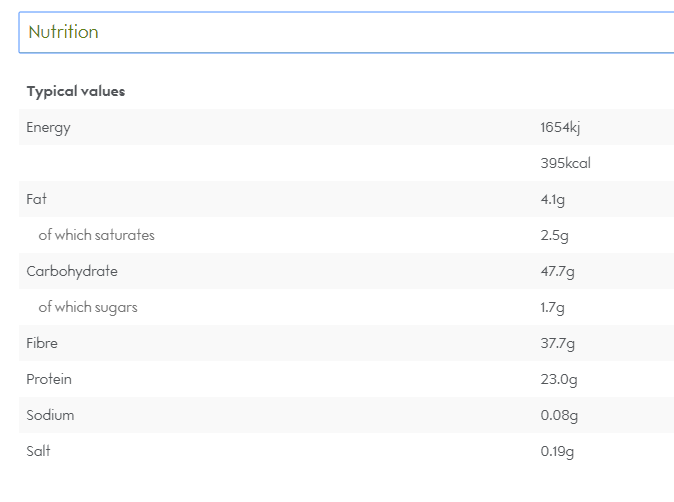 Nutrition
Typical values
Energy 1654kj
395kcal
Fat 4.1g
of which saturates 2.5g
Carbohydrate 47.7g
of which sugars 1.7g
Fibre 37.7g
Protein 23.0g
Sodium 0.08g
Salt 0.19g